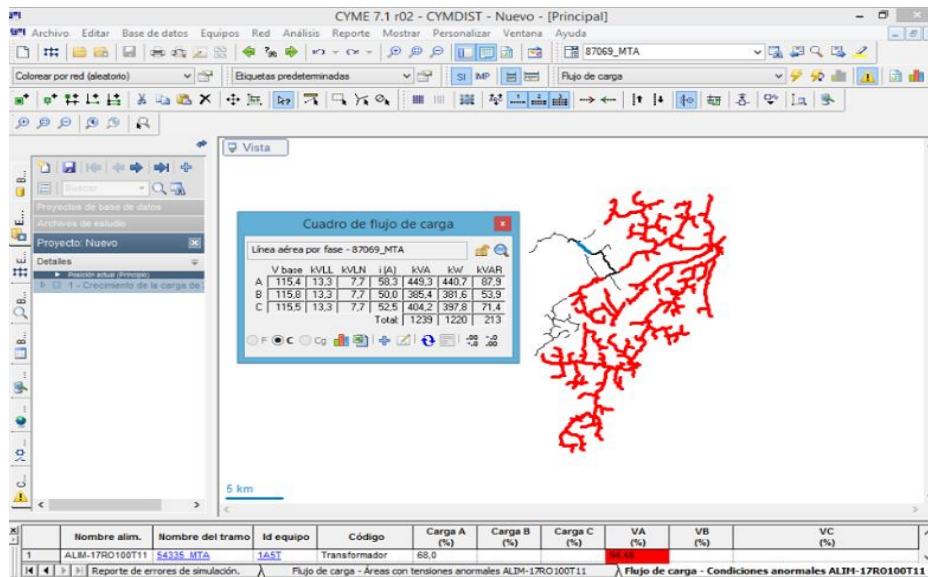 CYME 7.1 r02 - CYMDIST - Nuevo - [Principal]
Archivo Editar Base de datos Equipos Red Análisis Reporte Mostrar Personalizar Ventana Ayuda
87069_MTA
Colorear por red (aleatorio) Etiquetas predeterminadas SI IMP Flujo de carga
Vista
Buscar
Proyectos de base de datos
Archivos de estudio
Proyecto: Nuevo
Detalles
Posición actual (Principio)
1 - Crecimiento de la carga de
Cuadro de flujo de carga
Línea aérea por fase - 87069_MTA
V base kVLL kVLN i (A) kVA kW kVAR
A 115,4 13,3 7,7 58,3 449,3 440,7 87,9
B 115,8 13,3 7,7 50,0 385,4 381,6 53,9
C 115,5 13,3 7,7 52,5 404,2 397,8 71,4
Total: 1239 1220 213
F C Cg
5 km
Nombre alim. Nombre del tramo Id equipo Código Carga A (%) Carga B (%) Carga C (%) VA (%) VB (%) VC (%)
1 ALIM-17RO100T11 54335_MTA 1A5T Transformador 68,0
Reporte de errores de simulación. Flujo de carga - Áreas con tensiones anormales ALIM-17RO100T11 Flujo de carga - Condiciones anormales ALIM-17RO100T11